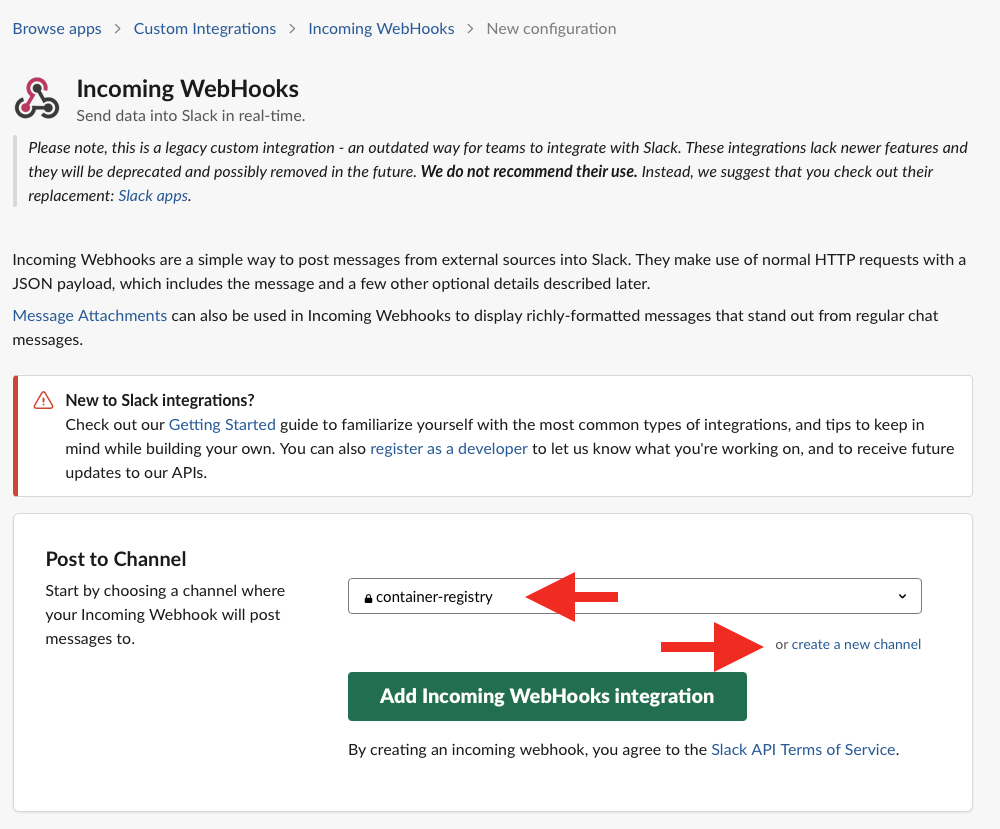 Browse apps > Custom Integrations > Incoming WebHooks > New configuration
Incoming WebHooks
Send data into Slack in real-time.
Please note, this is a legacy custom integration - an outdated way for teams to integrate with Slack. These integrations lack newer features and
they will be deprecated and possibly removed in the future. We do not recommend their use. Instead, we suggest that you check out their
replacement: Slack apps.
Incoming Webhooks are a simple way to post messages from external sources into Slack. They make use of normal HTTP requests with a
JSON payload, which includes the message and a few other optional details described later.
Message Attachments can also be used in Incoming Webhooks to display richly-formatted messages that stand out from regular chat
messages.
New to Slack integrations?
Check out our Getting Started guide to familiarize yourself with the most common types of integrations, and tips to keep in
mind while building your own. You can also register as a developer to let us know what you're working on, and to receive future
updates to our APIs.
Post to Channel
Start by choosing a channel where
your Incoming Webhook will post
messages to.
container-registry
or create a new channel
Add Incoming WebHooks integration
By creating an incoming webhook, you agree to the Slack API Terms of Service.